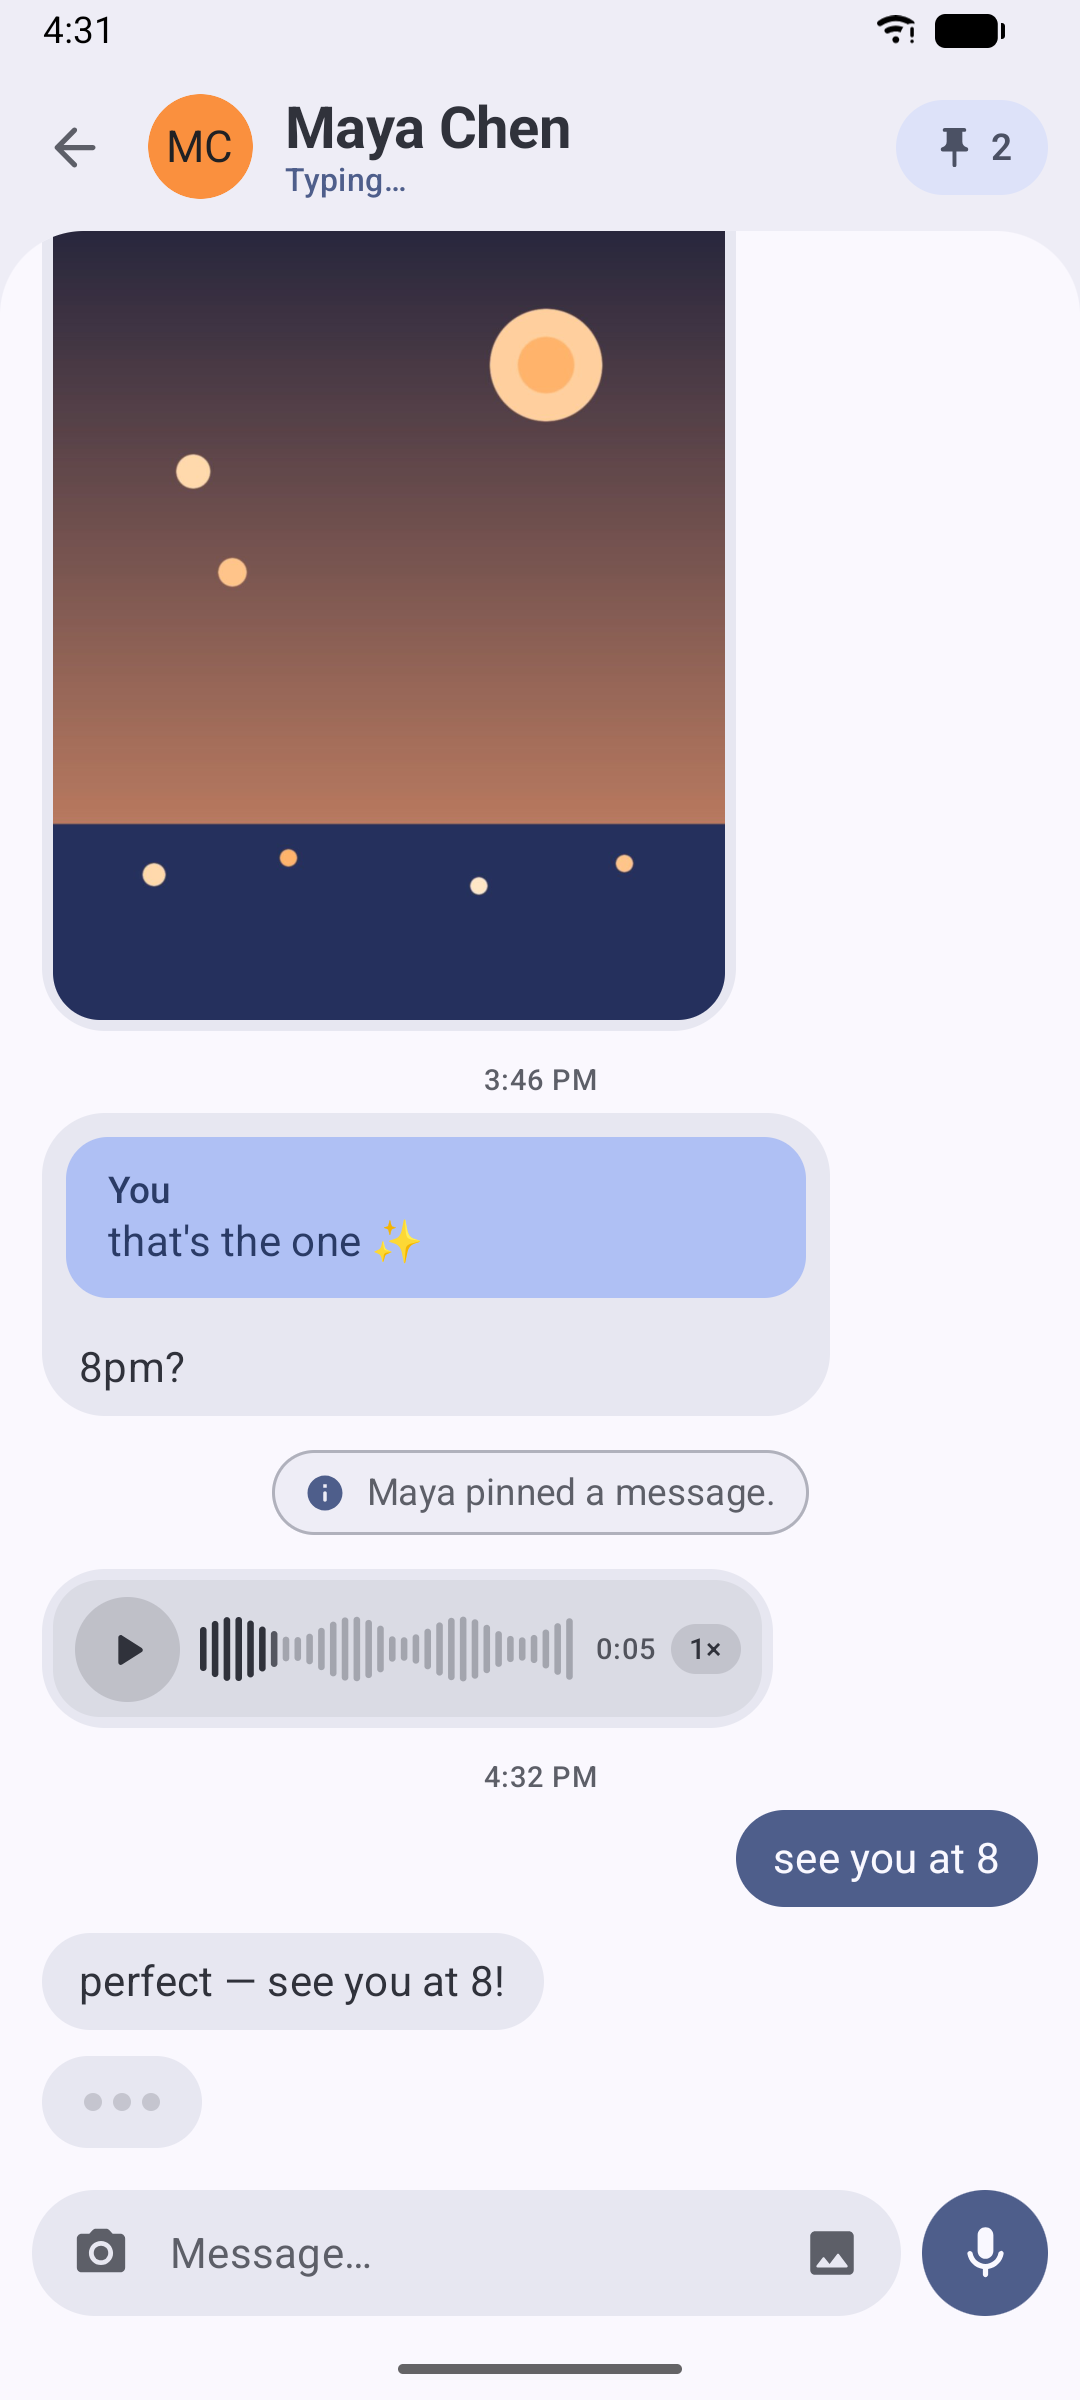 4:31
MC
Maya Chen
Typing…
2
3:46 PM
You
that's the one ✨
8pm?
Maya pinned a message.
0:05
1×
4:32 PM
see you at 8
perfect — see you at 8!
Message…